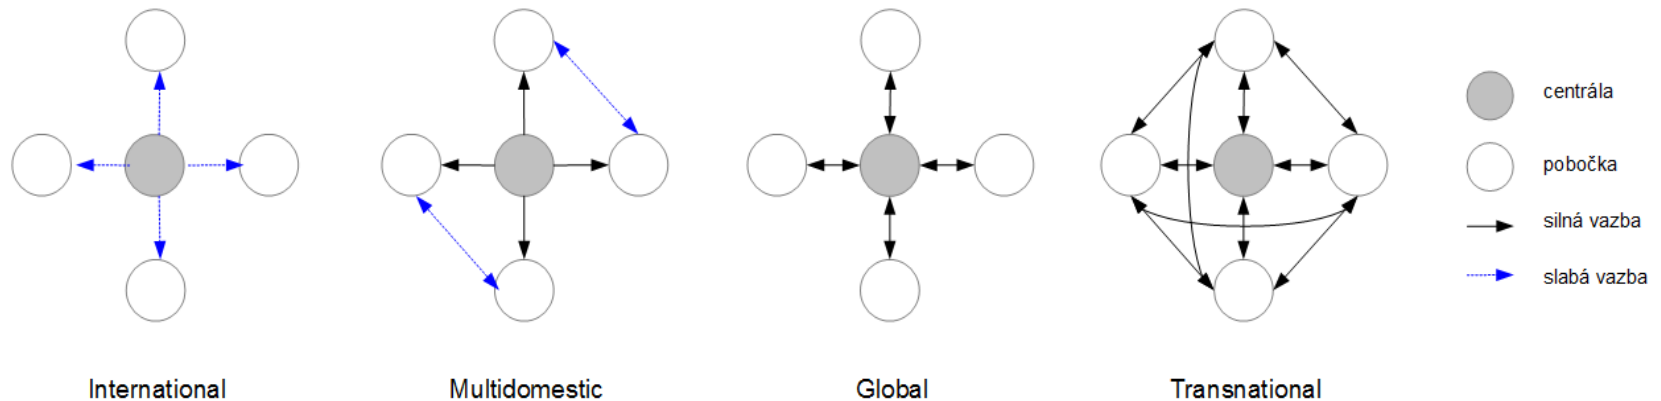 centrála
pobočka
silná vazba
slabá vazba
International
Multidomestic
Global
Transnational